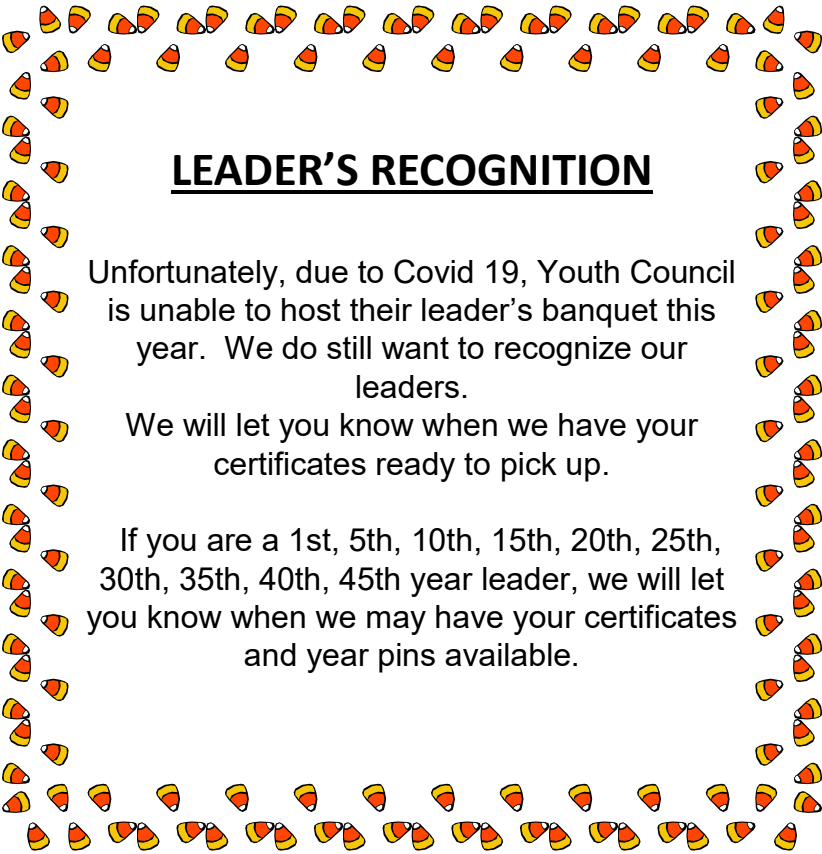 LEADER’S RECOGNITION
Unfortunately, due to Covid 19, Youth Council
is unable to host their leader’s banquet this
year.  We do still want to recognize our
leaders.
We will let you know when we have your
certificates ready to pick up.
If you are a 1st, 5th, 10th, 15th, 20th, 25th,
30th, 35th, 40th, 45th year leader, we will let
you know when we may have your certificates
and year pins available.